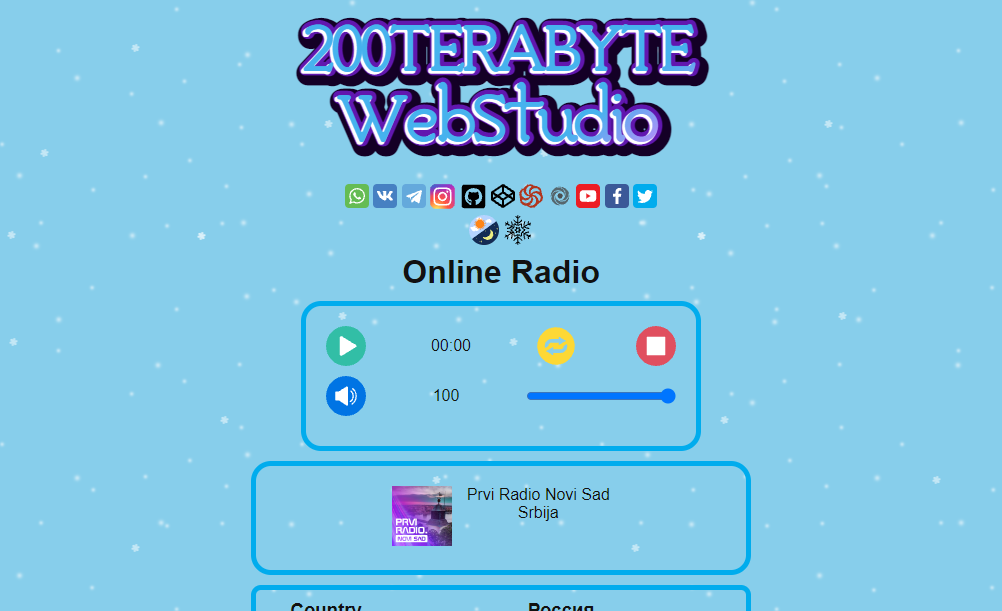 200TERABYTE
WebStudio
Online Radio
00:00
100
PRVI
RADIO.
NOVI SAD
Prvi Radio Novi Sad
Srbija
Country
Россия